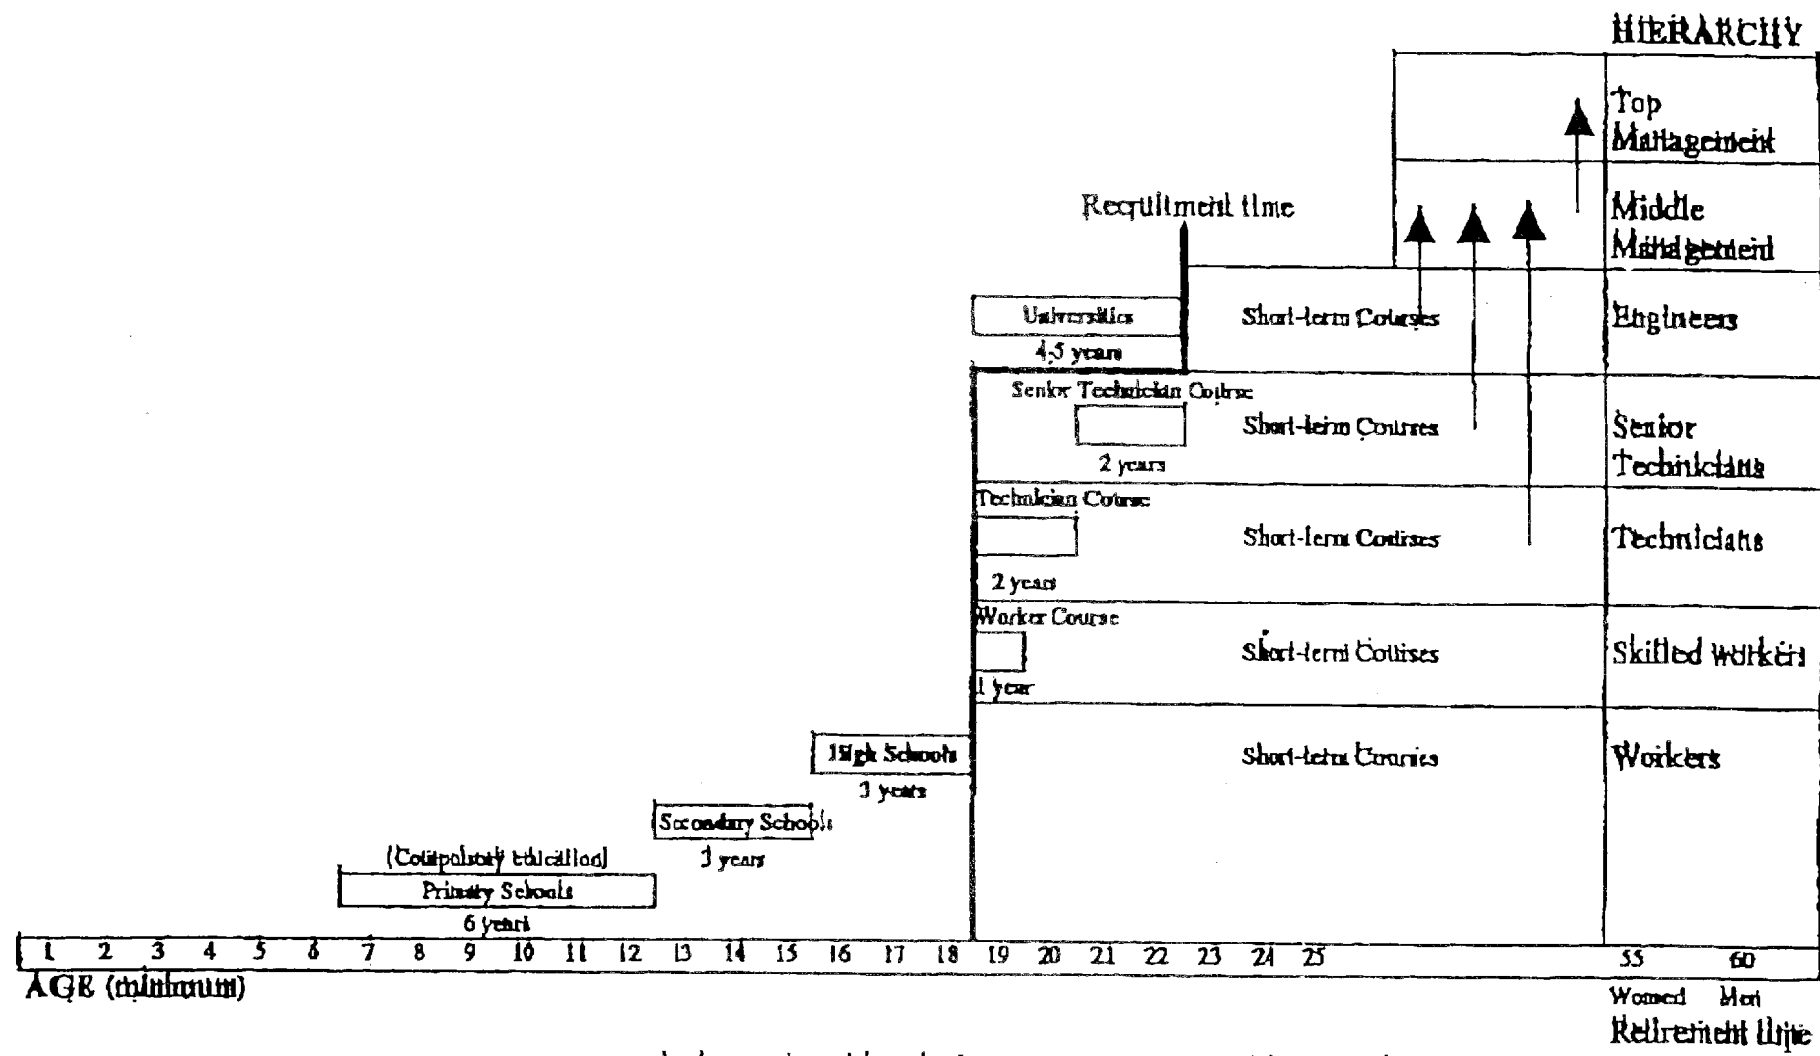 HIERARCHY
Top
Management
Recruitment time
Middle
Management
Universities
Short-term Courses
Engineers
4-5 years
Senior Technician Course
Short-term Courses
Senior
Technicians
2 years
Technician Course
Short-term Courses
Technicians
2 years
Worker Course
Short-term Courses
Skilled workers
1 year
High Schools
Short-term Courses
Workers
3 years
Secondary Schools
3 years
(Compulsory education)
Primary Schools
6 years
1 2 3 4 5 6 7 8 9 10 11 12 13 14 15 16 17 18 19 20 21 22 23 24 25 55 60
AGE (minimum)
Women Men
Retirement time